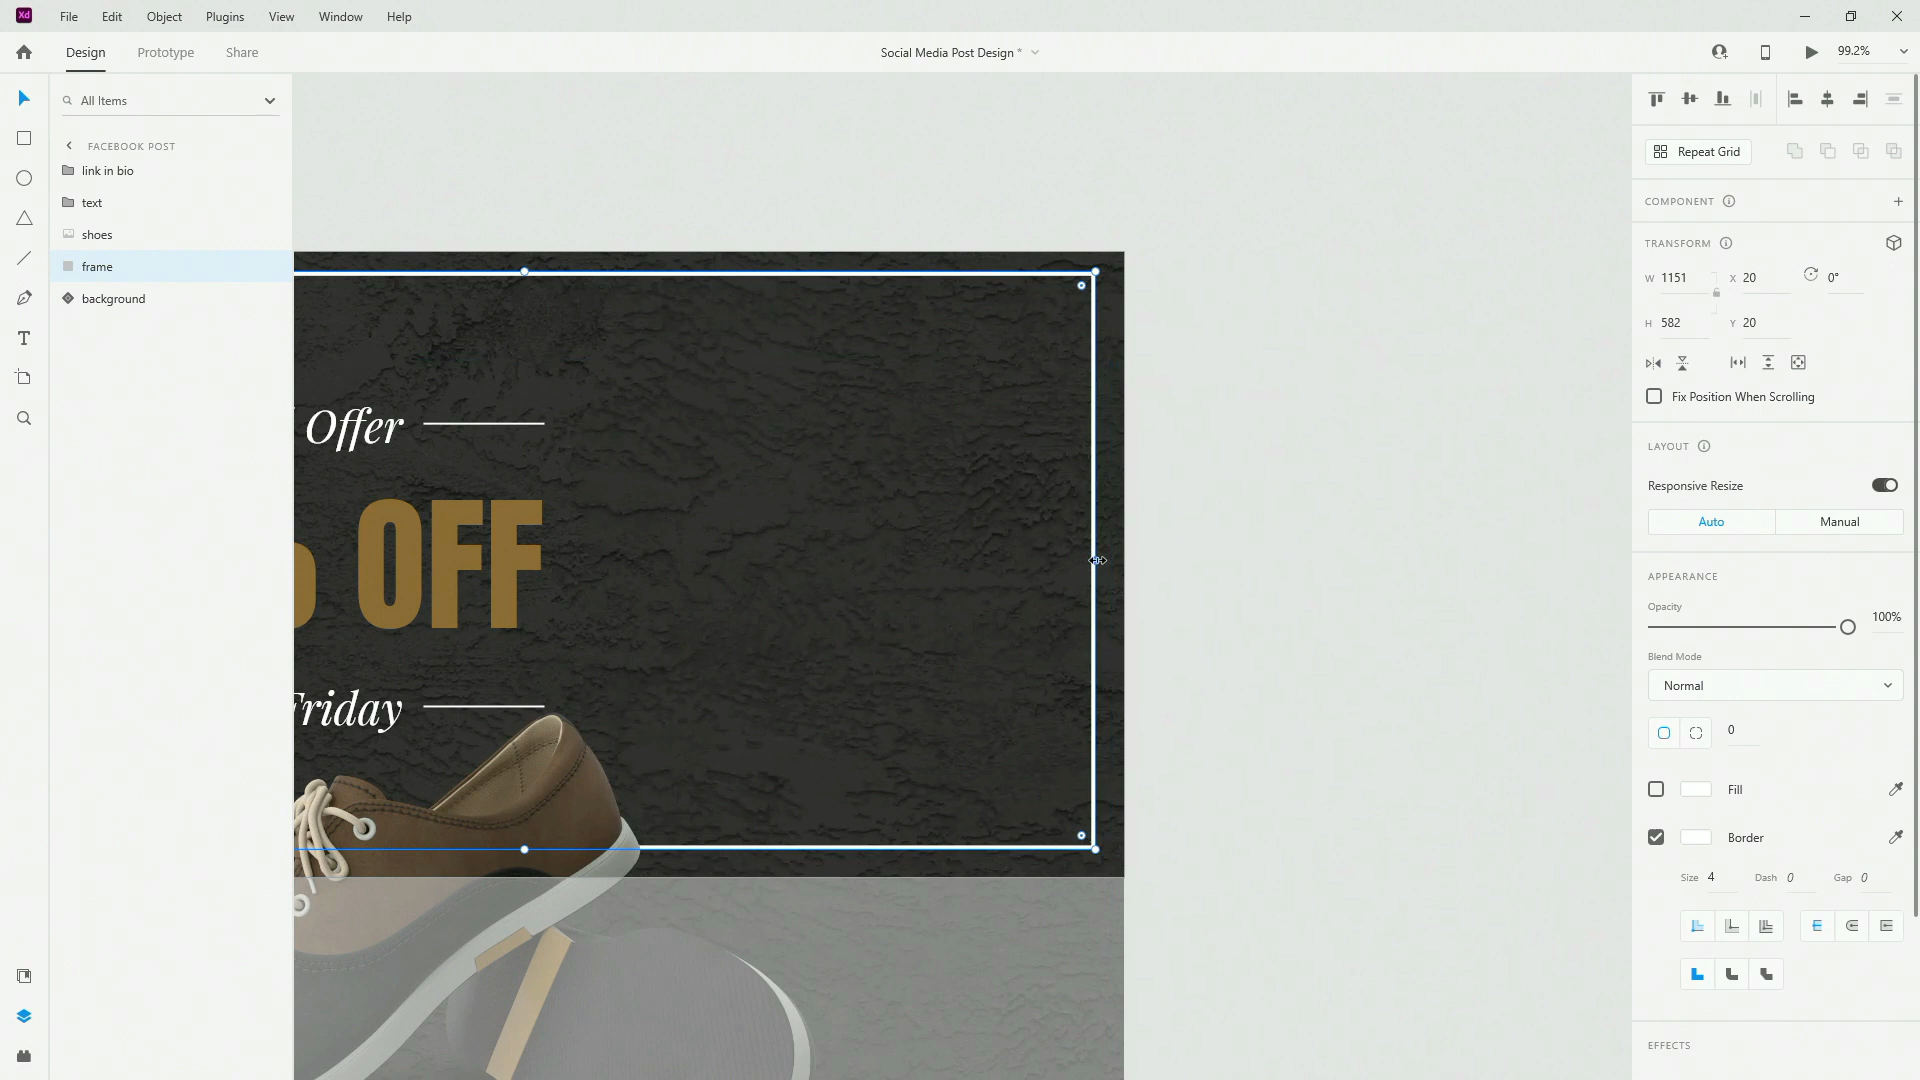 Xd File Edit Object Plugins View Window Help
Design Prototype Share Social Media Post Design * 99.2%
All Items
FACEBOOK POST
link in bio
text
shoes
frame
background
Offer
OFF
Friday
Repeat Grid
COMPONENT
TRANSFORM
W 1151 X 20 0°
H 582 Y 20
Fix Position When Scrolling
LAYOUT
Responsive Resize
Auto Manual
APPEARANCE
Opacity
100%
Blend Mode
Normal
0
Fill
Border
Size 4 Dash 0 Gap 0
EFFECTS